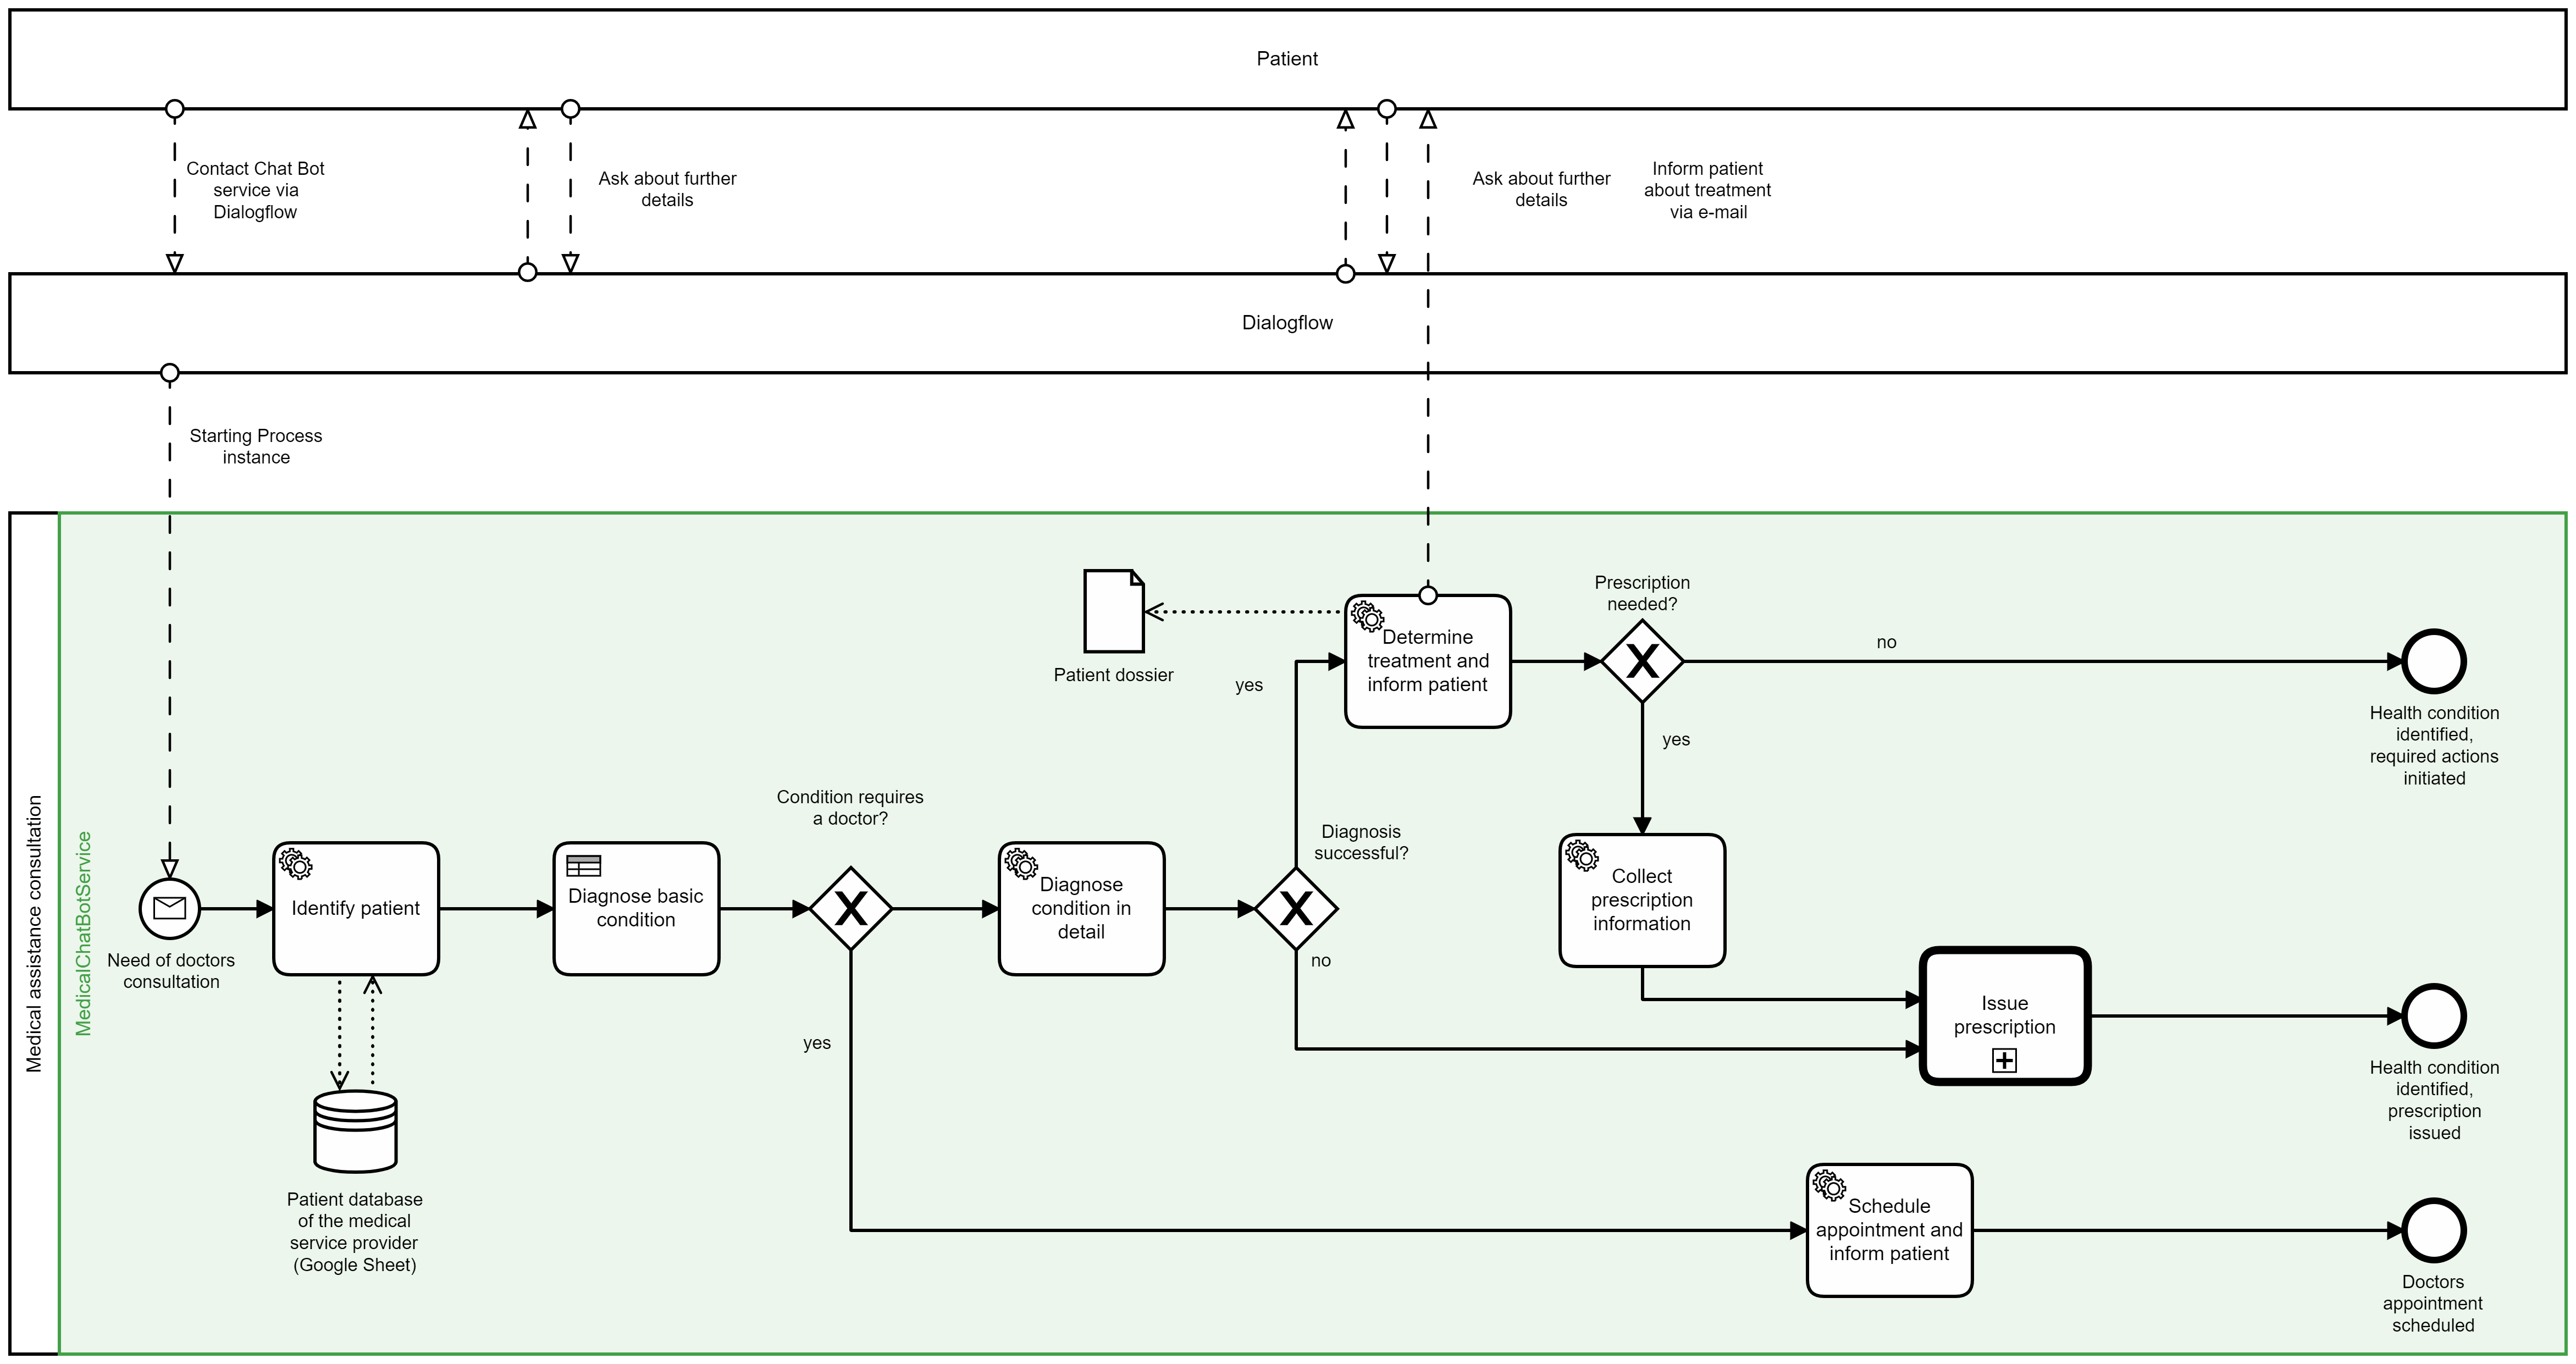 Patient
Contact Chat Bot
service via
Dialogflow
Ask about further
details
Ask about further
details
Inform patient
about treatment
via e-mail
Dialogflow
Starting Process
instance
Medical assistance consultation
MedicalChatBotService
Need of doctors
consultation
Identify patient
Patient database
of the medical
service provider
(Google Sheet)
Diagnose basic
condition
Condition requires
a doctor?
yes
Diagnose
condition in
detail
Diagnosis
successful?
yes
no
Patient dossier
Determine
treatment and
inform patient
Prescription
needed?
no
yes
Collect
prescription
information
Issue
prescription
Schedule
appointment and
inform patient
Health condition
identified,
required actions
initiated
Health condition
identified,
prescription
issued
Doctors
appointment
scheduled